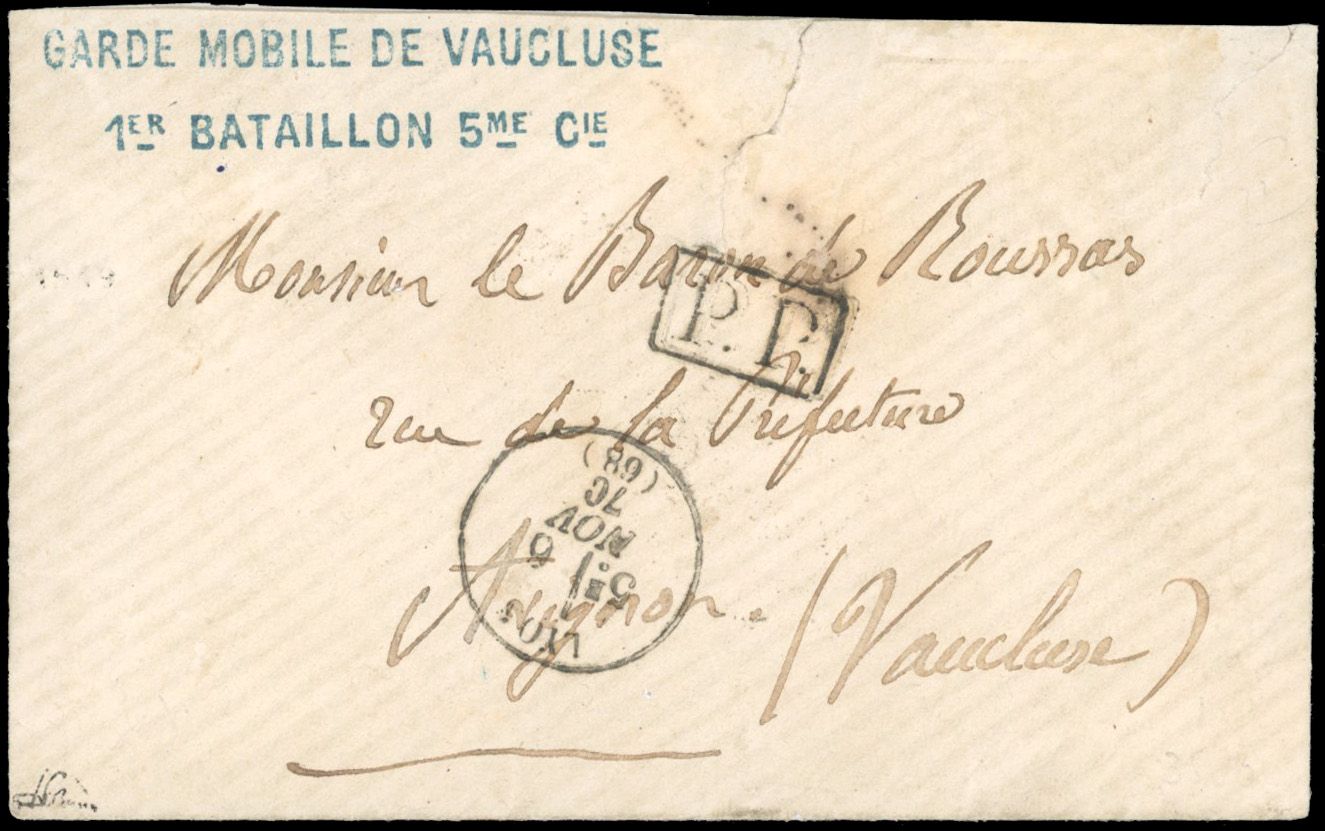 GARDE MOBILE DE VAUCLUSE
1ER BATAILLON 5ME CIE
Monsieur le Baron de Roussas
P.P.
rue de la Préfecture
Avignon. (Vaucluse)
LYON
5E
6
NOV
70
(68)